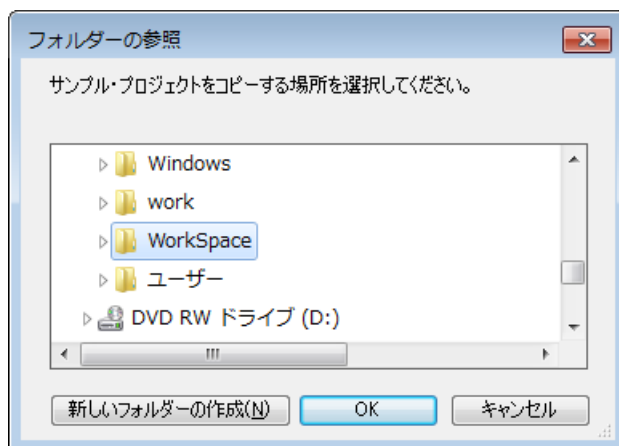 フォルダーの参照
サンプル・プロジェクトをコピーする場所を選択してください。
Windows
work
WorkSpace
ユーザー
DVD RW ドライブ (D:)
新しいフォルダーの作成(N) OK キャンセル